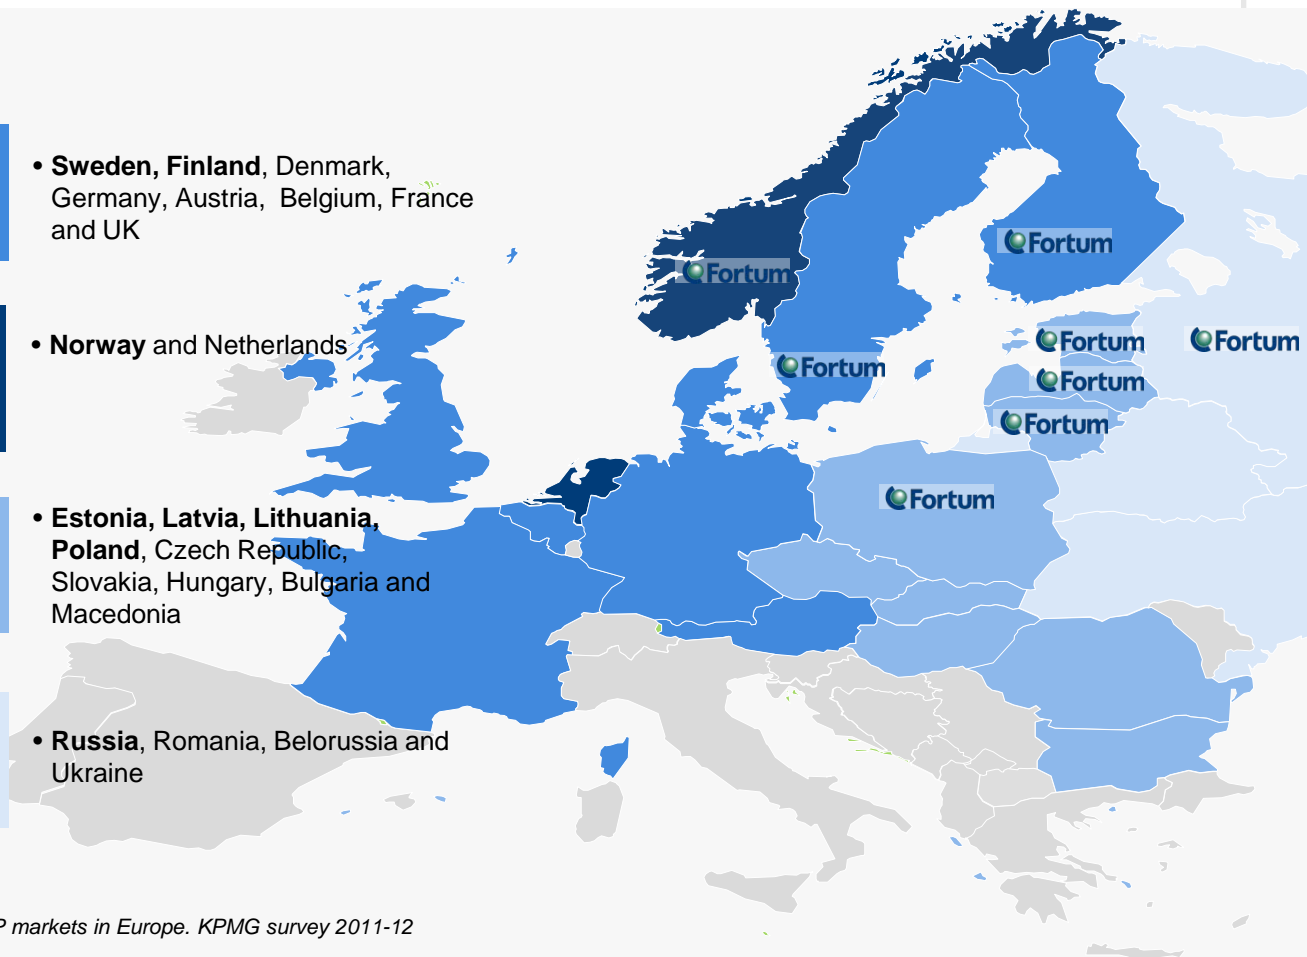 • Sweden, Finland, Denmark,
Germany, Austria, Belgium, France
and UK
Fortum
Fortum
• Norway and Netherlands
Fortum
Fortum
Fortum
Fortum
Fortum
Fortum
• Estonia, Latvia, Lithuania,
Poland, Czech Republic,
Slovakia, Hungary, Bulgaria and
Macedonia
• Russia, Romania, Belorussia and
Ukraine
P markets in Europe. KPMG survey 2011-12